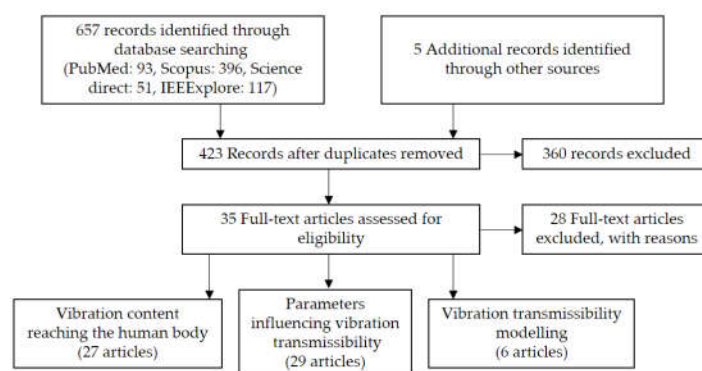 657 records identified through
database searching
(PubMed: 93, Scopus: 396, Science
direct: 51, IEEExplore: 117)
5 Additional records identified
through other sources
423 Records after duplicates removed
360 records excluded
35 Full-text articles assessed for
eligibility
28 Full-text articles
excluded, with reasons
Vibration content
reaching the human body
(27 articles)
Parameters
influencing vibration
transmissibility
(29 articles)
Vibration transmissibility
modelling
(6 articles)